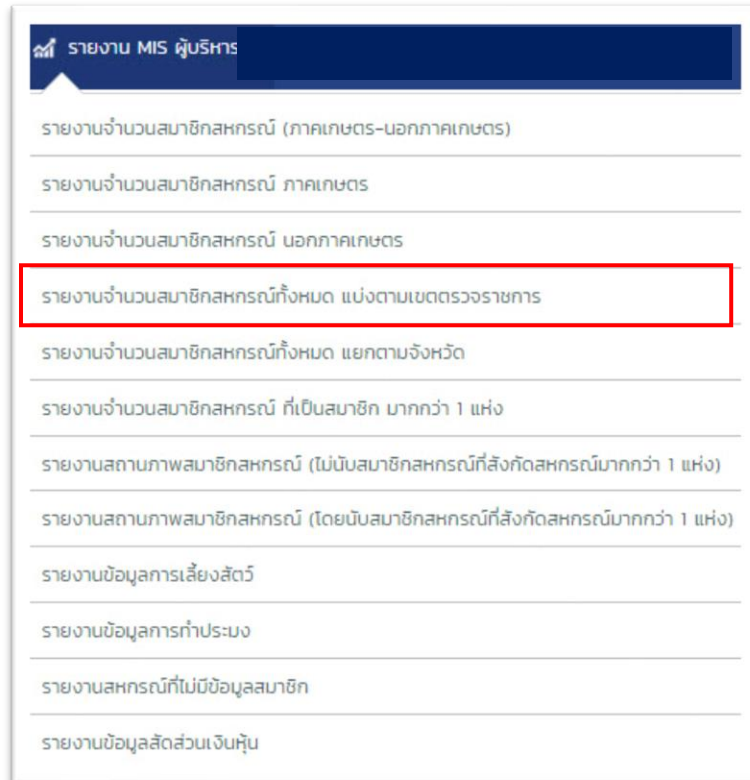 รายงาน MIS ผู้บริหาร
รายงานจำนวนสมาชิกสหกรณ์ (ภาคเกษตร-นอกภาคเกษตร)
รายงานจำนวนสมาชิกสหกรณ์ ภาคเกษตร
รายงานจำนวนสมาชิกสหกรณ์ นอกภาคเกษตร
รายงานจำนวนสมาชิกสหกรณ์ทั้งหมด แบ่งตามเขตตรวจราชการ
รายงานจำนวนสมาชิกสหกรณ์ทั้งหมด แยกตามจังหวัด
รายงานจำนวนสมาชิกสหกรณ์ ที่เป็นสมาชิก มากกว่า 1 แห่ง
รายงานสถานภาพสมาชิกสหกรณ์ (ไม่นับสมาชิกสหกรณ์ที่สังกัดสหกรณ์มากกว่า 1 แห่ง)
รายงานสถานภาพสมาชิกสหกรณ์ (โดยนับสมาชิกสหกรณ์ที่สังกัดสหกรณ์มากกว่า 1 แห่ง)
รายงานข้อมูลการเลี้ยงสัตว์
รายงานข้อมูลการทำประมง
รายงานสหกรณ์ที่ไม่มีข้อมูลสมาชิก
รายงานข้อมูลสัดส่วนเงินหุ้น